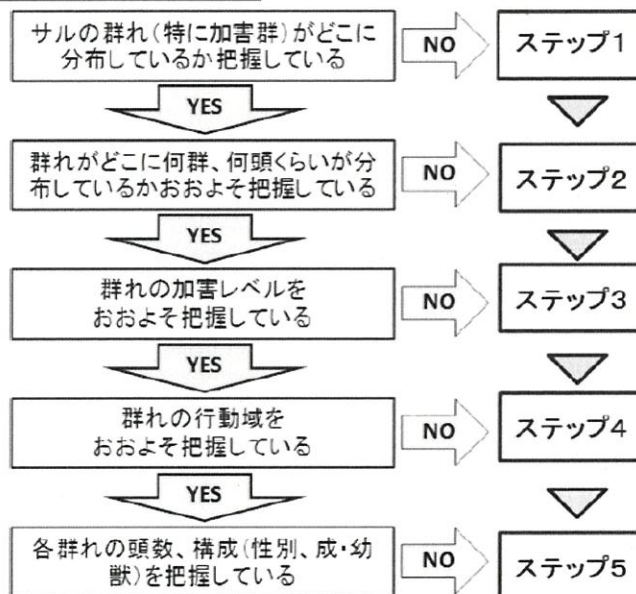 サルの群れ(特に加害群)がどこに
分布しているか把握している
NO
ステップ1
YES
群れがどこに何群、何頭くらいが分
布しているかおおよそ把握している
NO
ステップ2
YES
群れの加害レベルを
おおよそ把握している
NO
ステップ3
YES
群れの行動域を
おおよそ把握している
NO
ステップ4
YES
各群れの頭数、構成(性別、成・幼
獣)を把握している
NO
ステップ5